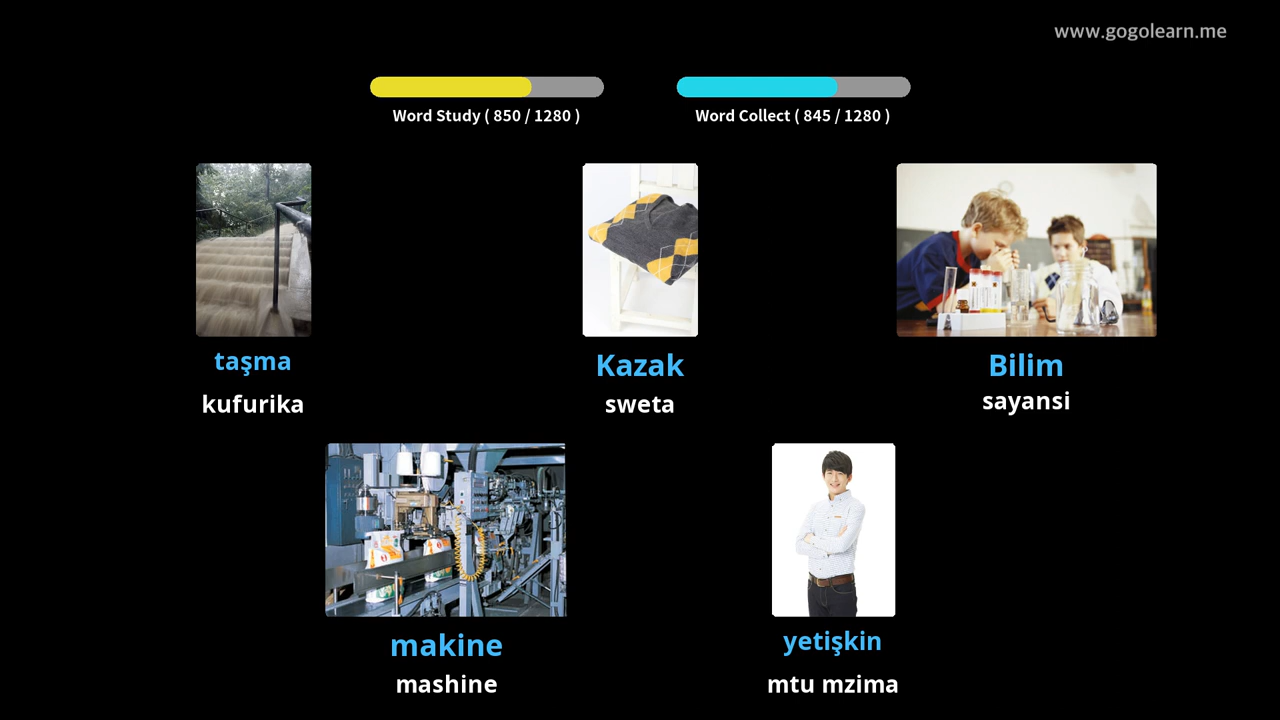 www.gogolearn.me
Word Study ( 850 / 1280 )
Word Collect ( 845 / 1280 )
taşma
kufurika
Kazak
sweta
Bilim
sayansi
makine
mashine
yetişkin
mtu mzima